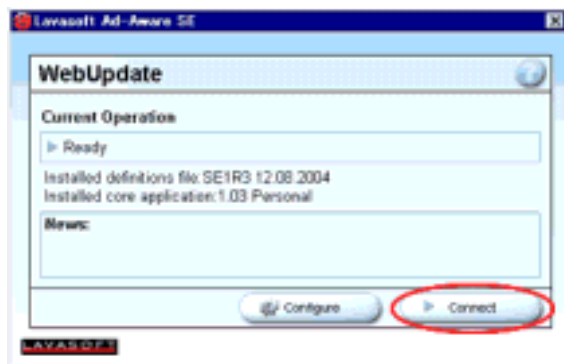 Lavasoft Ad-Aware SE
WebUpdate
Current Operation
Ready
Installed definitions file:SE1R3 12.08.2004
Installed core application:1.03 Personal
News:
Configure
Connect
LAVASOFT